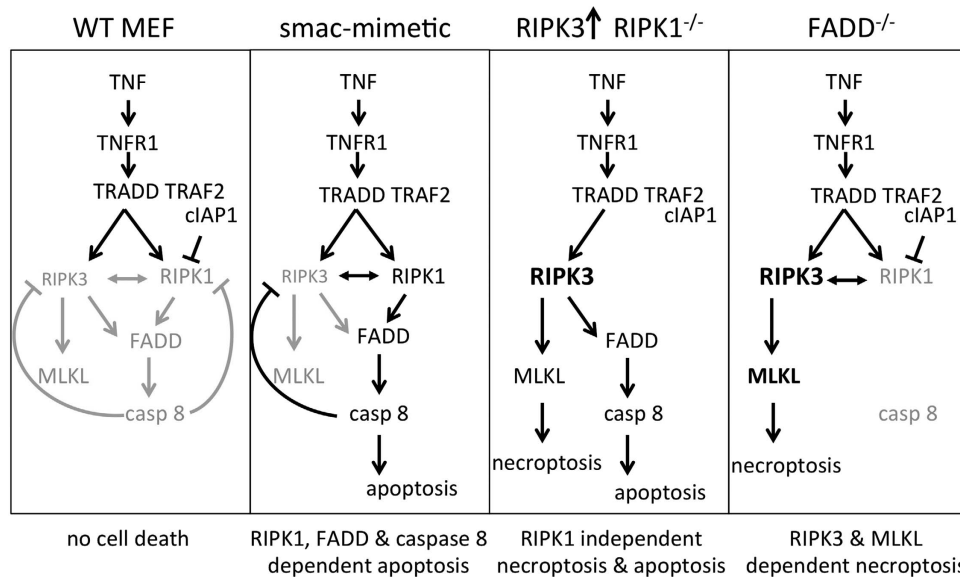 WT MEF
TNF
TNFR1
TRADD TRAF2
cIAP1
RIPK3
RIPK1
FADD
MLKL
casp 8
no cell death
smac-mimetic
TNF
TNFR1
TRADD TRAF2
RIPK3
RIPK1
FADD
MLKL
casp 8
apoptosis
RIPK1, FADD & caspase 8
dependent apoptosis
RIPK3 RIPK1-/-
TNF
TNFR1
TRADD TRAF2
cIAP1
RIPK3
FADD
MLKL
casp 8
necroptosis
apoptosis
RIPK1 independent
necroptosis & apoptosis
FADD-/-
TNF
TNFR1
TRADD TRAF2
cIAP1
RIPK3
RIPK1
MLKL
casp 8
necroptosis
RIPK3 & MLKL
dependent necroptosis